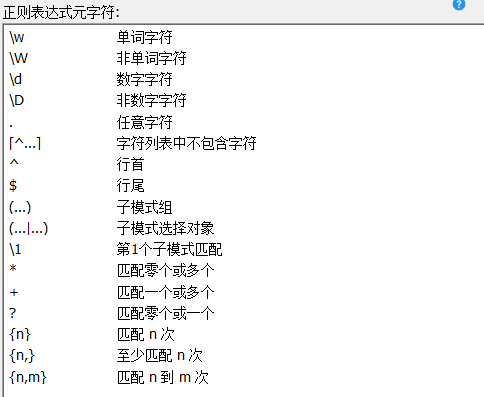 正则表达式元字符:
?
\w 单词字符
\W 非单词字符
\d 数字字符
\D 非数字字符
. 任意字符
⌈^...⌉ 字符列表中不包含字符
^ 行首
$ 行尾
(...) 子模式组
(...|...) 子模式选择对象
\1 第1个子模式匹配
* 匹配零个或多个
+ 匹配一个或多个
? 匹配零个或一个
{n} 匹配 n 次
{n,} 至少匹配 n 次
{n,m} 匹配 n 到 m 次